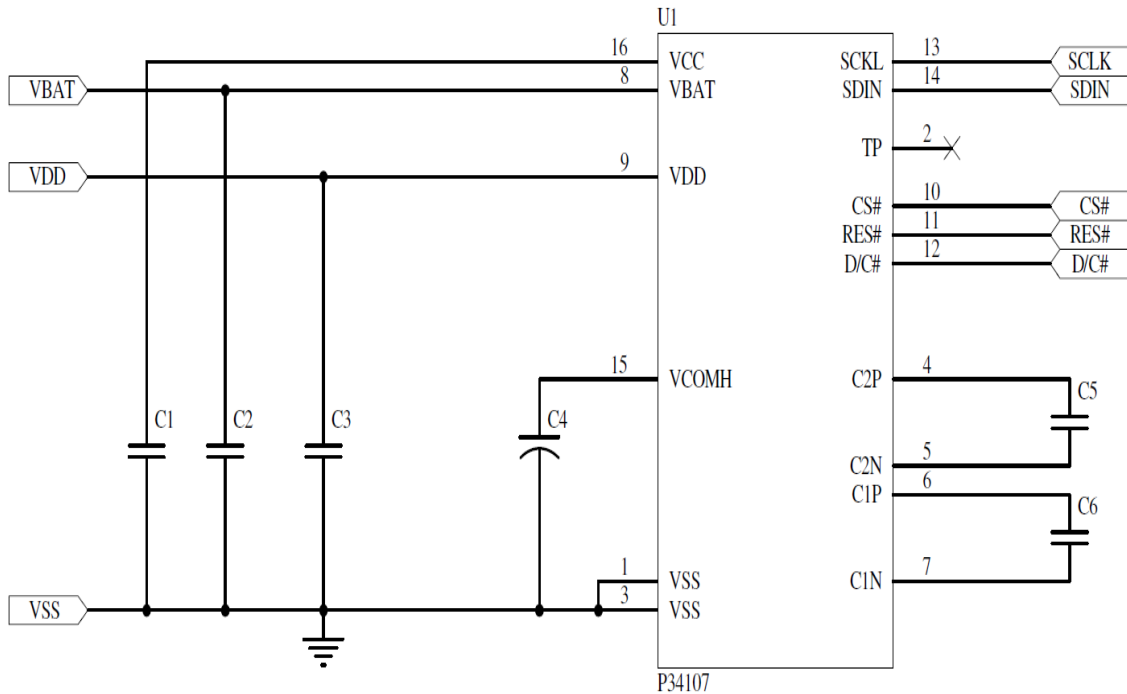 U1
16 VCC SCKL 13 SCLK
VBAT 8 VBAT SDIN 14 SDIN
TP 2
VDD 9 VDD
CS# 10 CS#
RES# 11 RES#
D/C# 12 D/C#
15 VCOMH C2P 4
C1 C2 C3 C4 C5
C2N 5
C1P 6
C6
1 VSS C1N 7
VSS 3 VSS
P34107